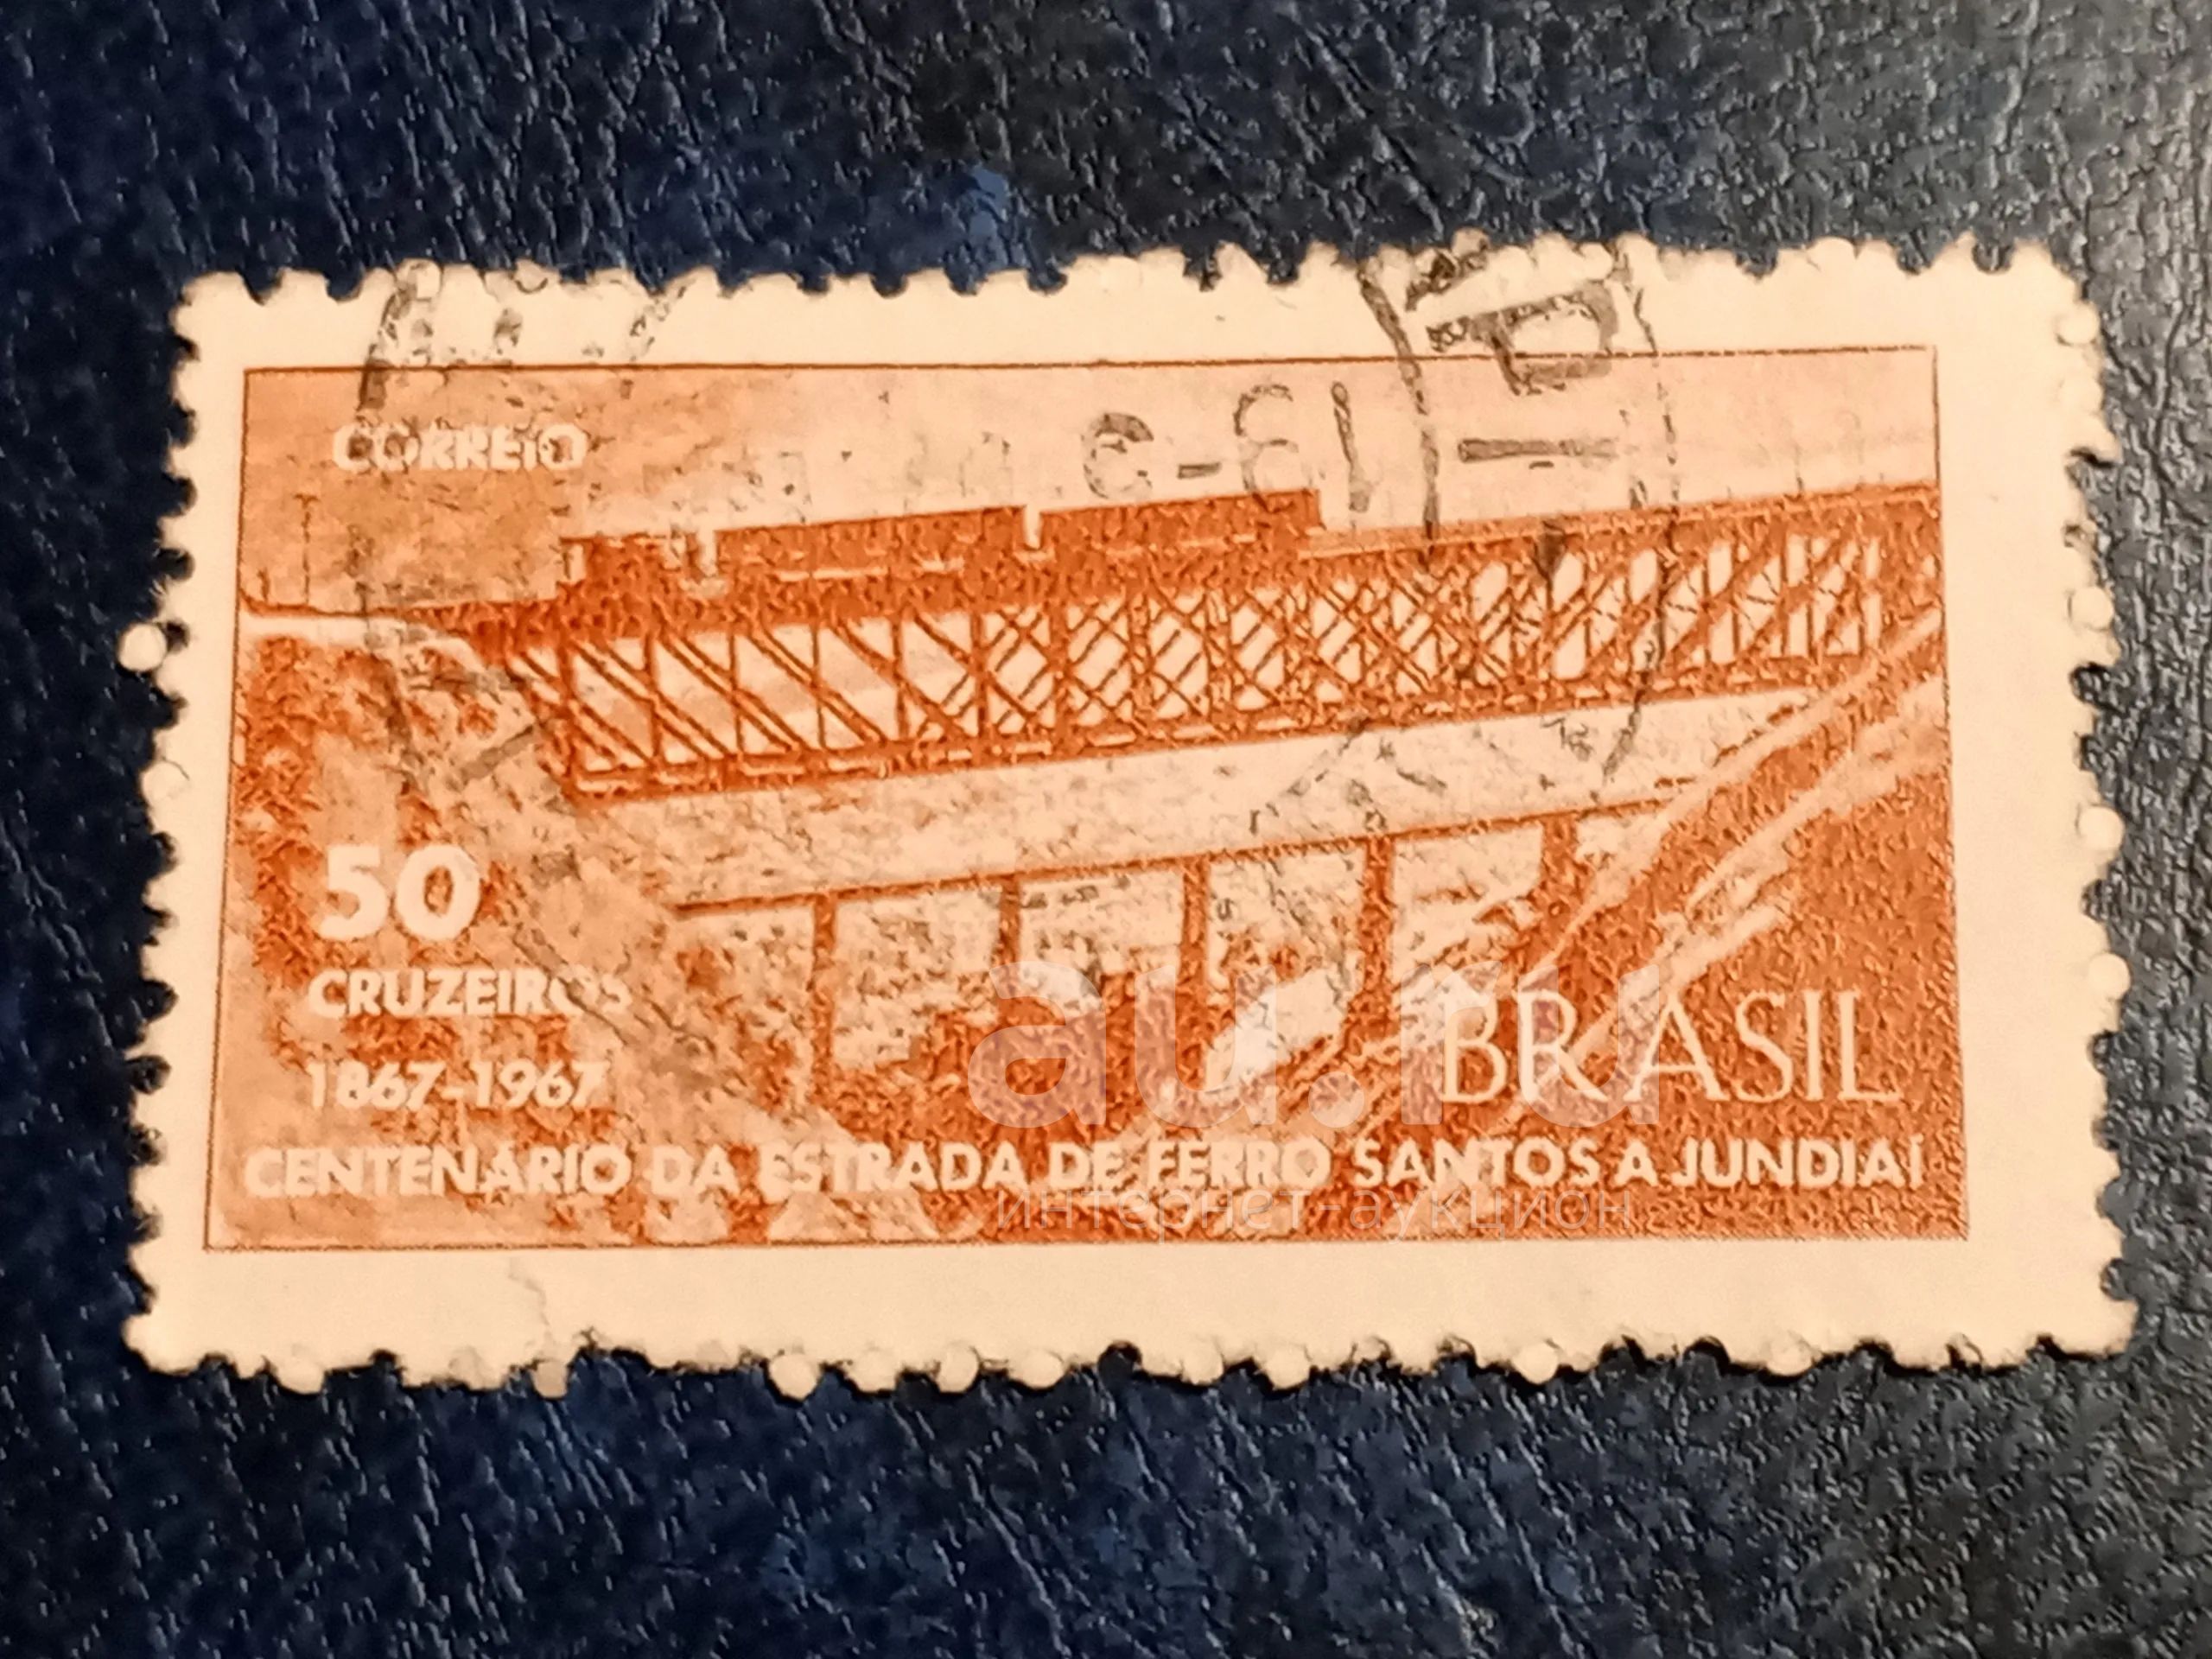 CORREIO
50
CRUZEIROS
1867-1967
BRASIL
CENTENÁRIO DA ESTRADA DE FERRO SANTOS A JUNDIAÍ
au.ru
интернет-аукцион